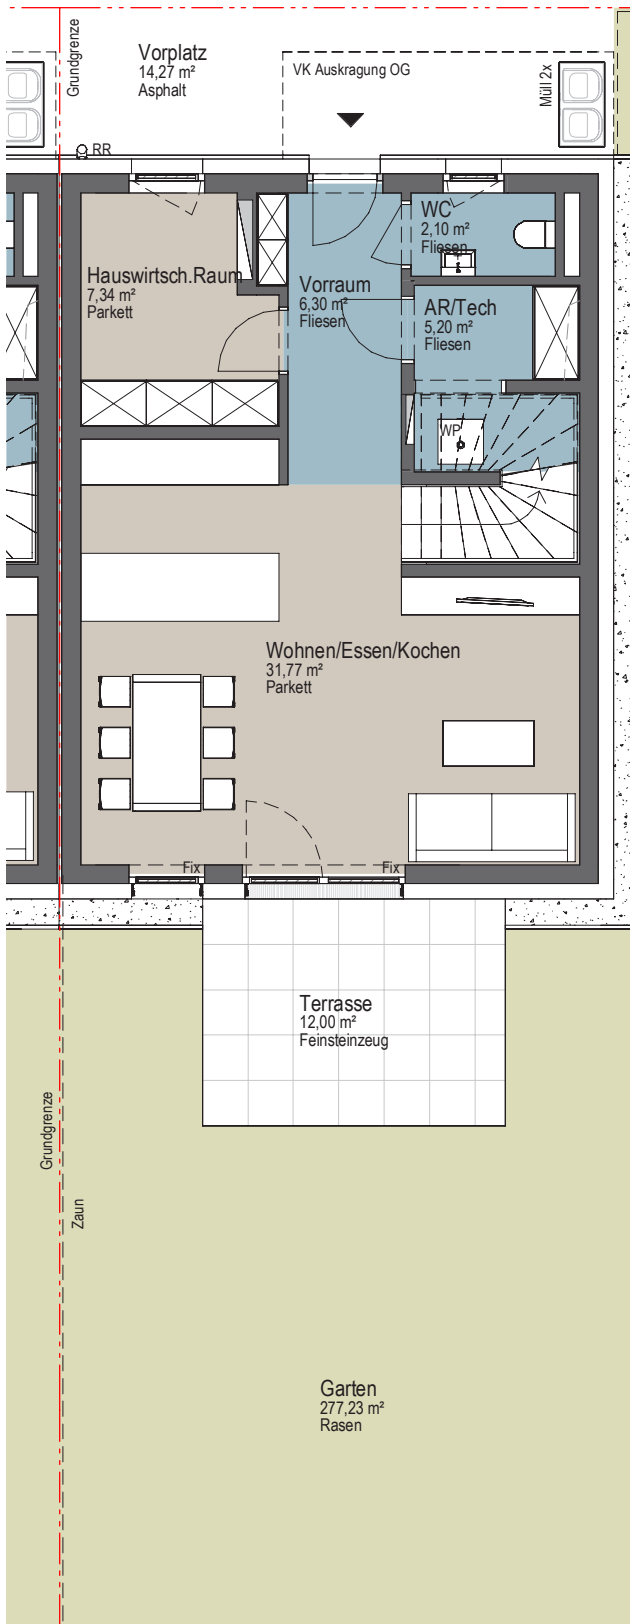 Grundgrenze
Vorplatz
14,27 m²
Asphalt
VK Auskragung OG
Müll 2x
RR
WC
2,10 m²
Fliesen
Hauswirtsch.Raum
7,34 m²
Parkett
Vorraum
6,30 m²
Fliesen
AR/Tech
5,20 m²
Fliesen
WP
Wohnen/Essen/Kochen
31,77 m²
Parkett
Fix
Fix
Terrasse
12,00 m²
Feinsteinzeug
Grundgrenze
Zaun
Garten
277,23 m²
Rasen